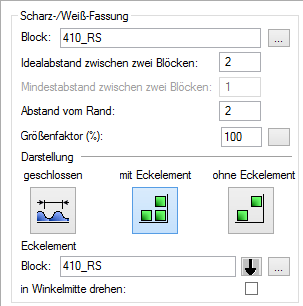 Scharz-/Weiß-Fassung
Block: 410_RS ...
Idealabstand zwischen zwei Blöcken: 2
Mindestabstand zwischen zwei Blöcken: 1
Abstand vom Rand: 2
Größenfaktor (%): 100 ...
Darstellung
geschlossen mit Eckelement ohne Eckelement
Eckelement
Block: 410_RS ...
in Winkelmitte drehen: